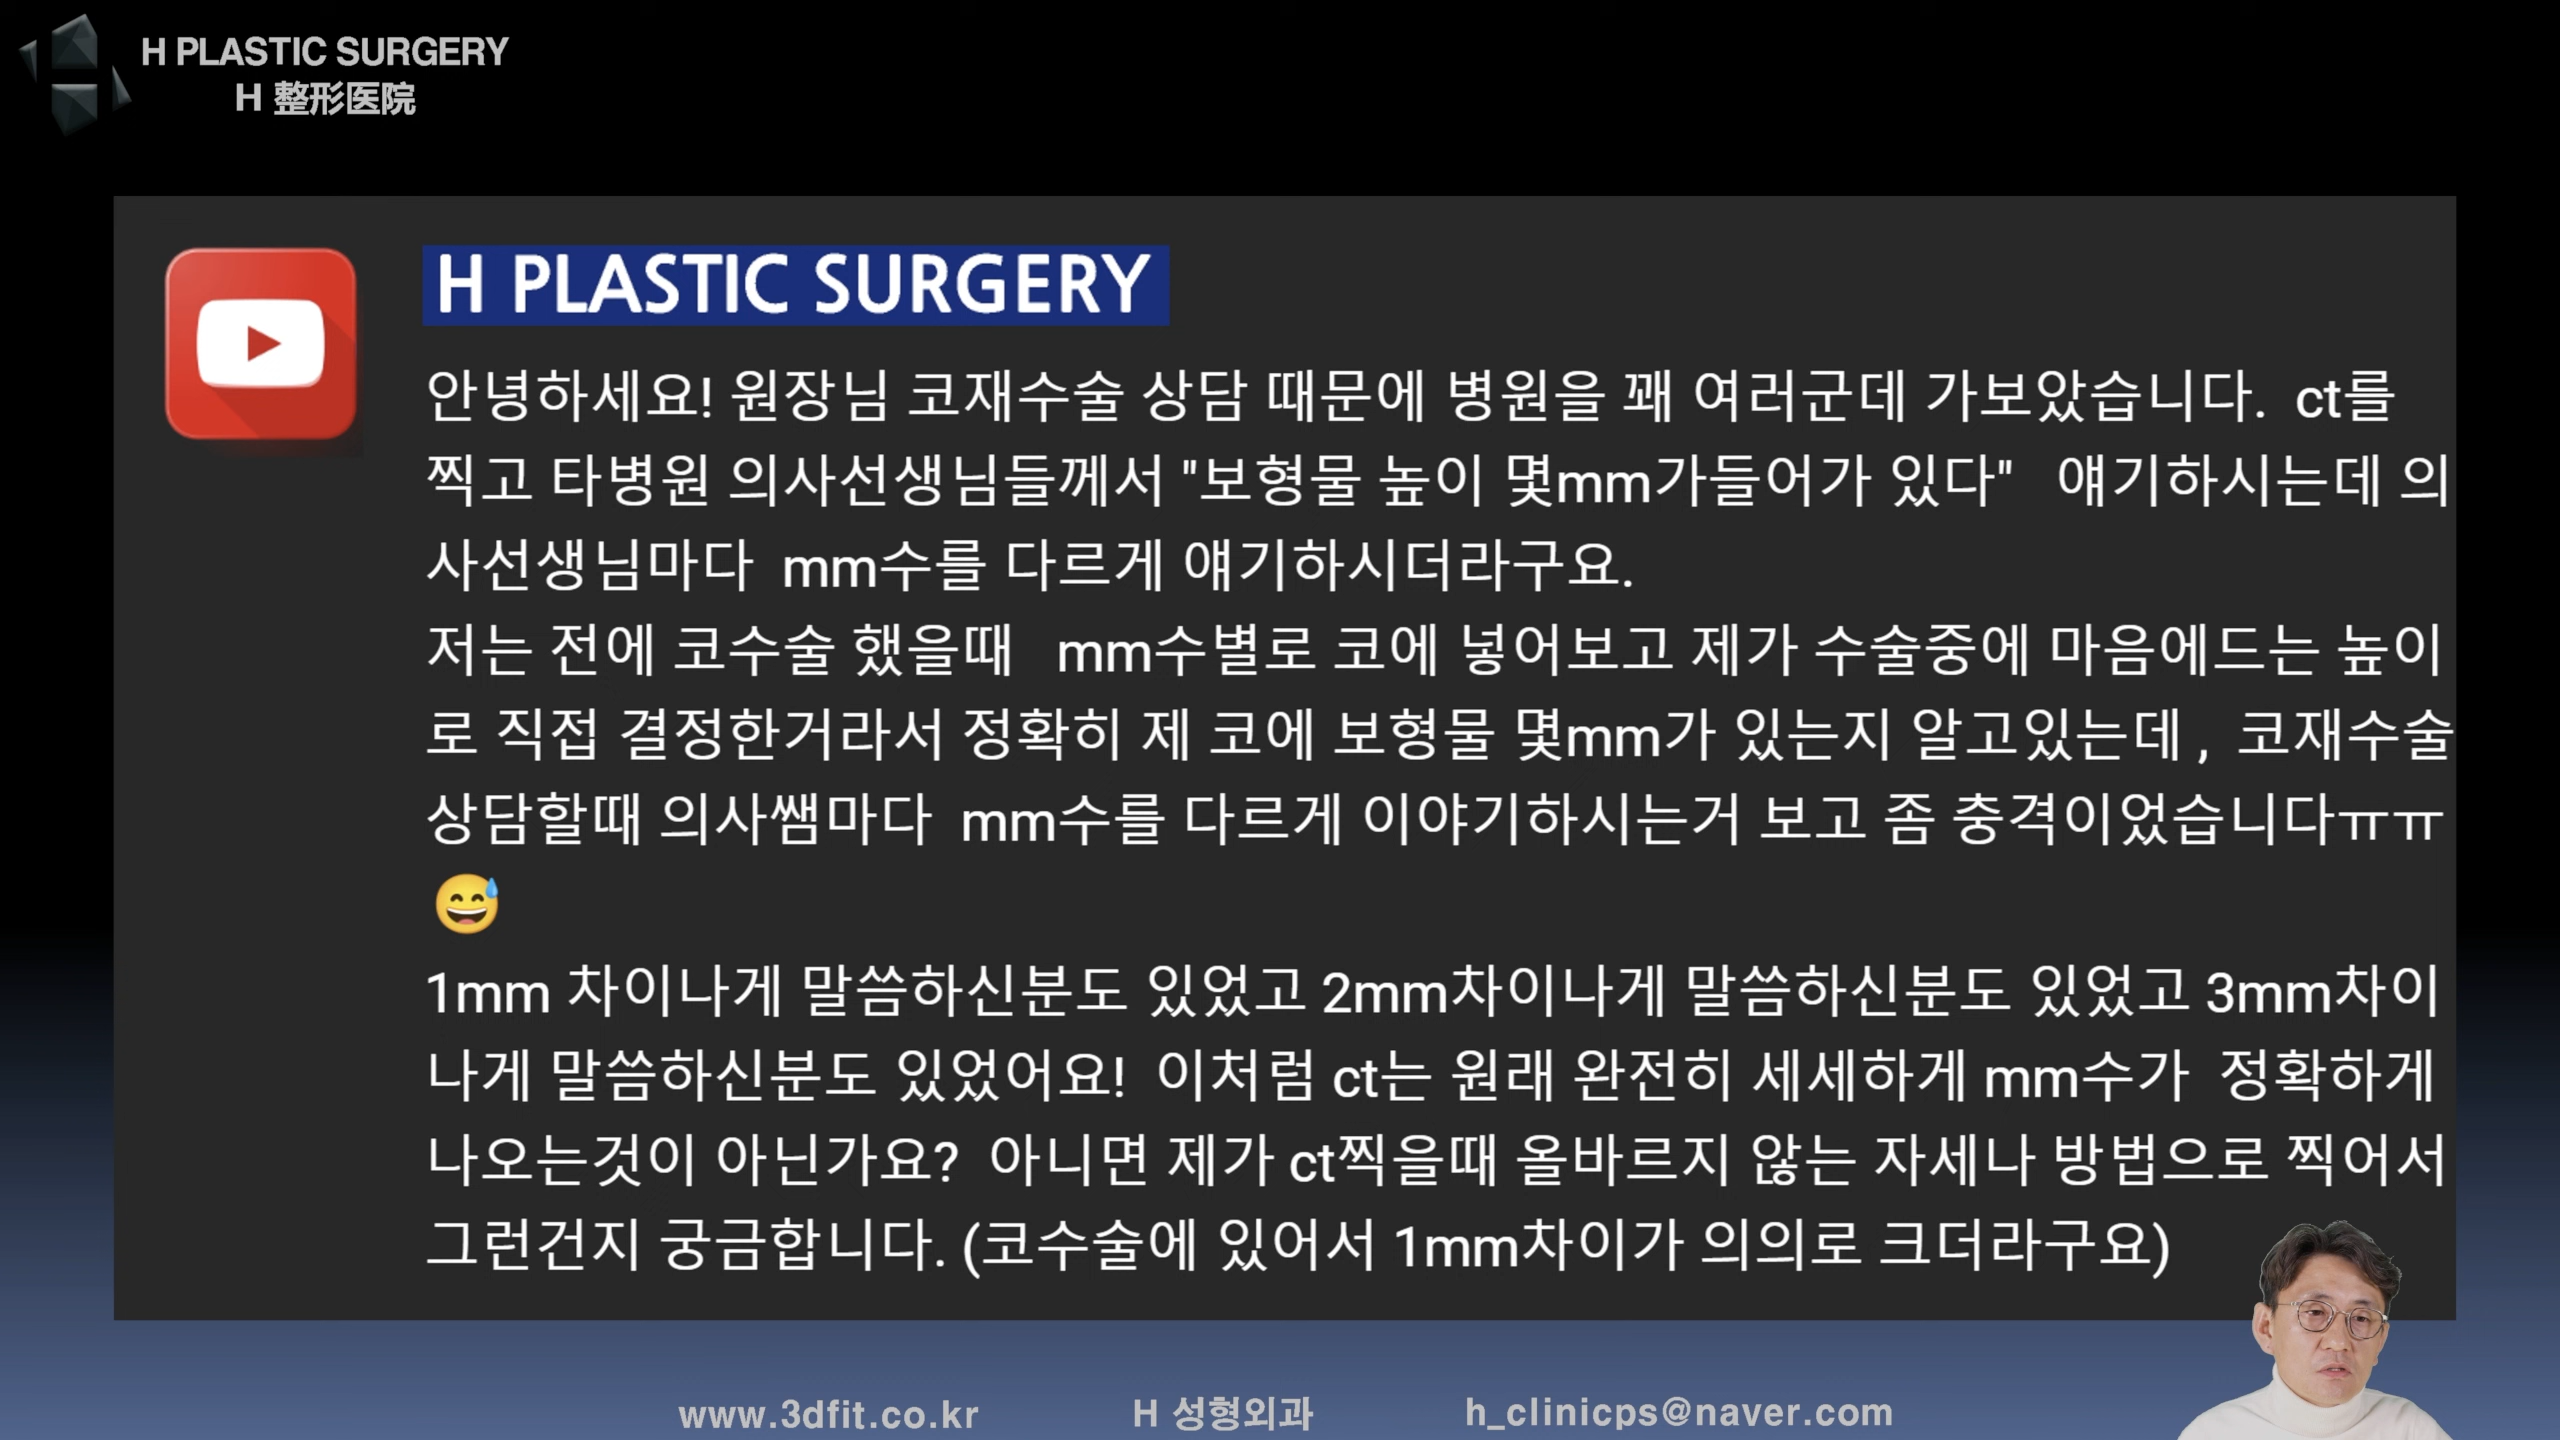 H PLASTIC SURGERY
H 整形医院
H PLASTIC SURGERY
안녕하세요! 원장님 코재수술 상담 때문에 병원을 꽤 여러군데 가보았습니다. ct를
찍고 타병원 의사선생님들께서 "보형물 높이 몇mm가들어가 있다" 얘기하시는데 의
사선생님마다 mm수를 다르게 얘기하시더라구요.
저는 전에 코수술 했을때 mm수별로 코에 넣어보고 제가 수술중에 마음에드는 높이
로 직접 결정한거라서 정확히 제 코에 보형물 몇mm가 있는지 알고있는데 , 코재수술
상담할때 의사쌤마다 mm수를 다르게 이야기하시는거 보고 좀 충격이었습니다ㅠㅠ
😅
1mm 차이나게 말씀하신분도 있었고 2mm차이나게 말씀하신분도 있었고 3mm차이
나게 말씀하신분도 있었어요! 이처럼 ct는 원래 완전히 세세하게 mm수가 정확하게
나오는것이 아닌가요? 아니면 제가 ct찍을때 올바르지 않는 자세나 방법으로 찍어서
그런건지 궁금합니다. (코수술에 있어서 1mm차이가 의의로 크더라구요)
www.3dfit.co.kr H 성형외과 h_clinicps@naver.com